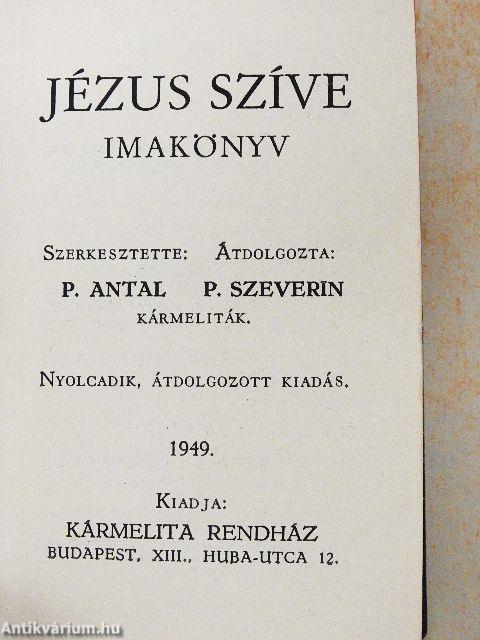 JÉZUS SZÍVE
IMAKÖNYV
SZERKESZTETTE: ÁTDOLGOZTA:
P. ANTAL P. SZEVERIN
KÁRMELITÁK.
NYOLCADIK, ÁTDOLGOZOTT KIADÁS.
1949.
KIADJA:
KÁRMELITA RENDHÁZ
BUDAPEST, XIII., HUBA-UTCA 12.
Antikvárium.hu